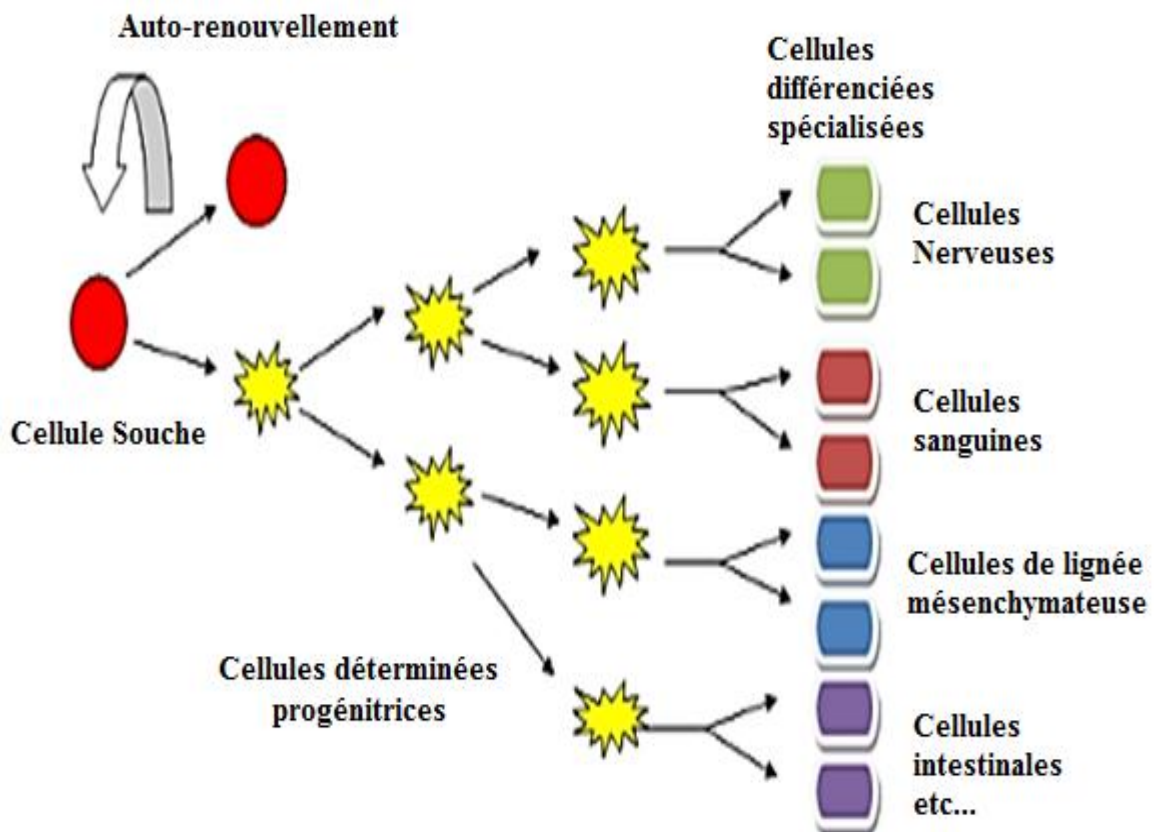 Auto-renouvellement
Cellules
différenciées
spécialisées
Cellules
Nerveuses
Cellule Souche
Cellules
sanguines
Cellules de lignée
mésenchymateuse
Cellules déterminées
progénitrices
Cellules
intestinales
etc...